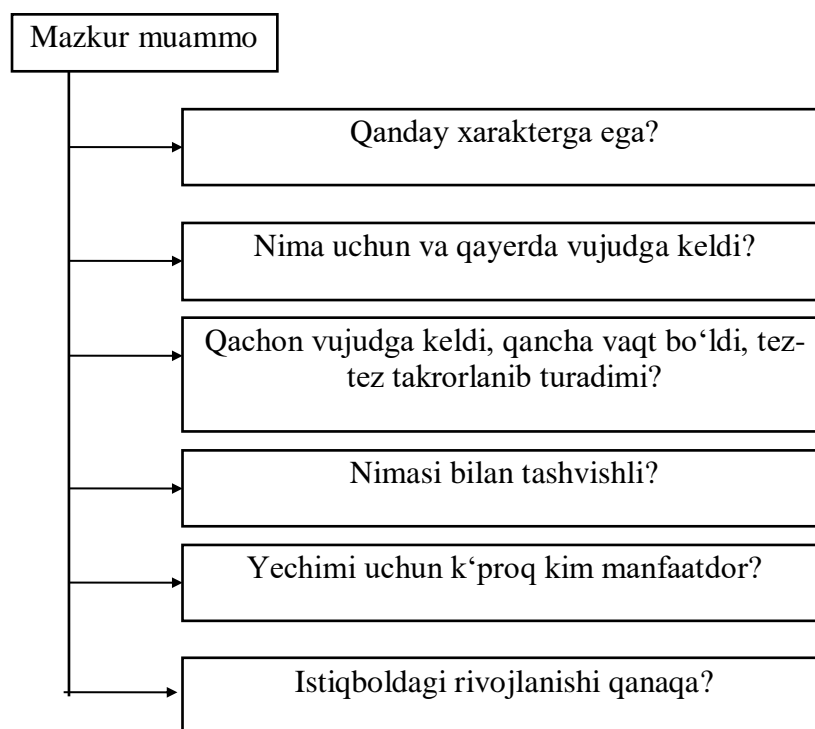 Mazkur muammo
Qanday xarakterga ega?
Nima uchun va qayerda vujudga keldi?
Qachon vujudga keldi, qancha vaqt bo‘ldi, tez-
tez takrorlanib turadimi?
Nimasi bilan tashvishli?
Yechimi uchun k‘proq kim manfaatdor?
Istiqboldagi rivojlanishi qanaqa?